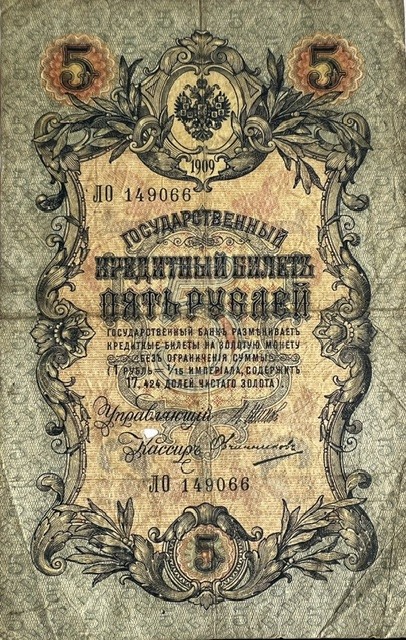 5 5
1909
ЛО 149066
ГОСУДАРСТВЕННЫЙ
КРЕДИТНЫЙ БИЛЕТЪ
ПЯТЬ РУБЛЕЙ
ГОСУДАРСТВЕННЫЙ БАНКЪ РАЗМѢНИВАЕТЪ
КРЕДИТНЫЕ БИЛЕТЫ НА ЗОЛОТУЮ МОНЕТУ
БЕЗЪ ОГРАНИЧЕНІЯ СУММЫ
(1 РУБЛЬ = 1/15 ИМПЕРІАЛА, СОДЕРЖИТЪ
17,424 ДОЛЕЙ ЧИСТАГО ЗОЛОТА).
Управляющій
Кассиръ
ЛО 149066
5